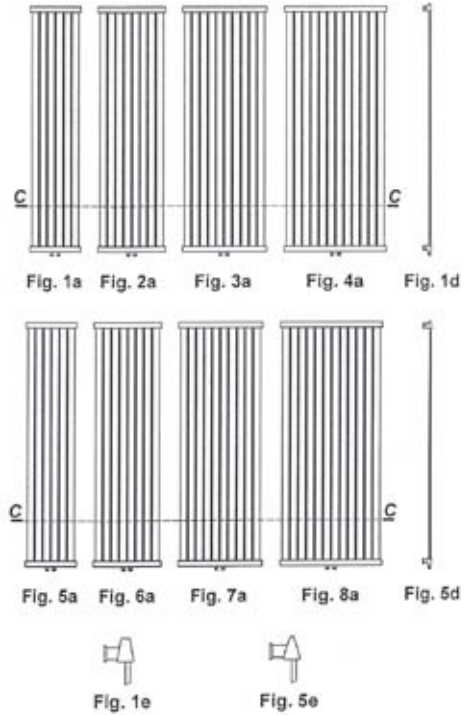 C C
Fig. 1a Fig. 2a Fig. 3a Fig. 4a Fig. 1d
C C
Fig. 5a Fig. 6a Fig. 7a Fig. 8a Fig. 5d
Fig. 1e Fig. 5e